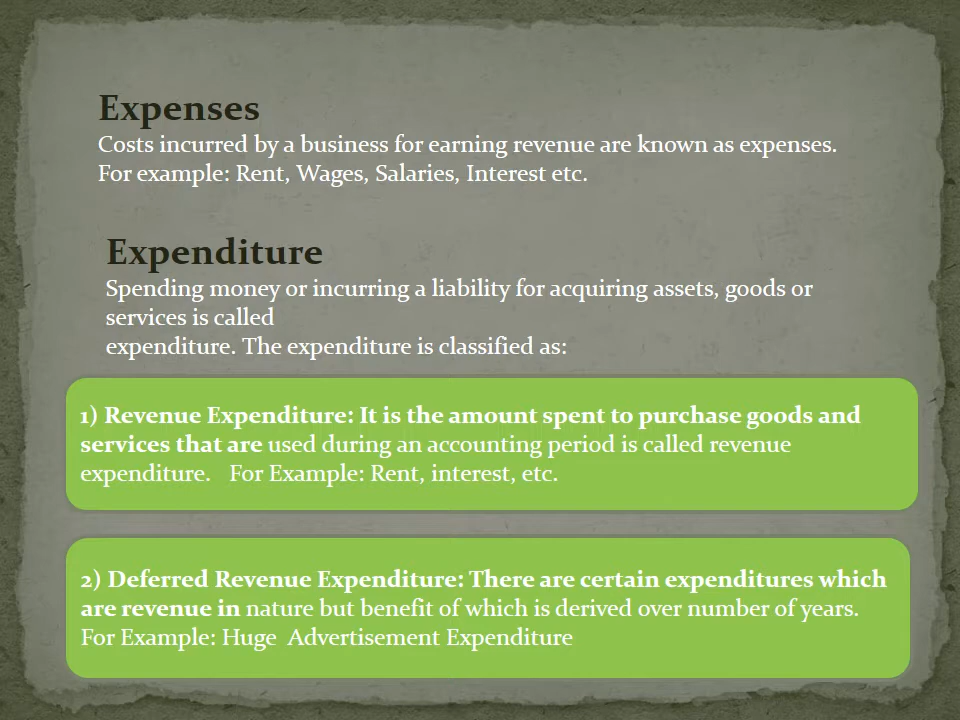 Expenses
Costs incurred by a business for earning revenue are known as expenses.
For example: Rent, Wages, Salaries, Interest etc.
Expenditure
Spending money or incurring a liability for acquiring assets, goods or
services is called
expenditure. The expenditure is classified as:
1) Revenue Expenditure: It is the amount spent to purchase goods and
services that are used during an accounting period is called revenue
expenditure.   For Example: Rent, interest, etc.
2) Deferred Revenue Expenditure: There are certain expenditures which
are revenue in nature but benefit of which is derived over number of years.
For Example: Huge  Advertisement Expenditure